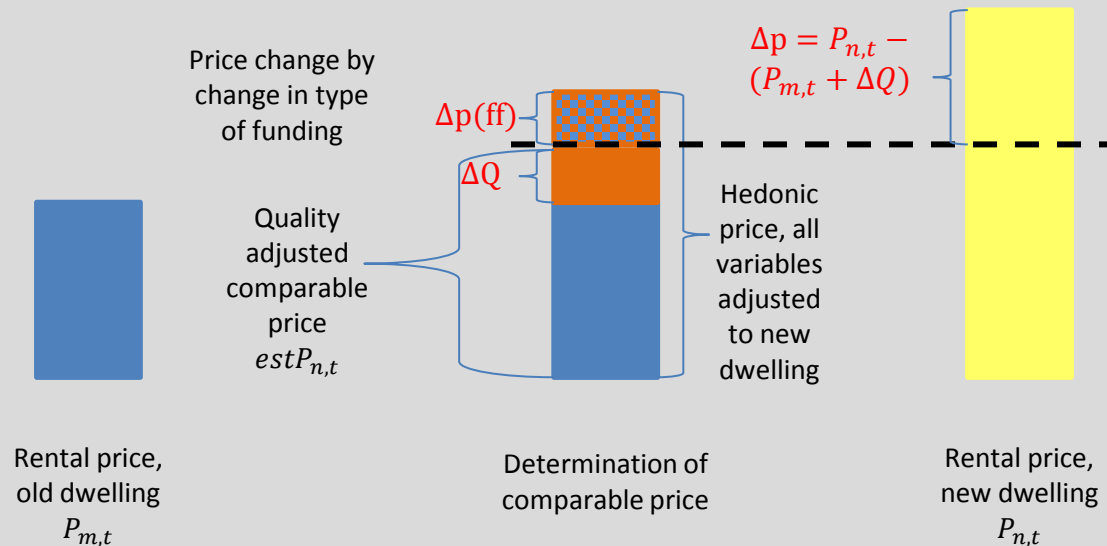 Price change by
change in type
of funding
Δp(ff)
ΔQ
Δp = P_{n,t} −
(P_{m,t} + ΔQ)
Quality
adjusted
comparable
price
estP_{n,t}
Hedonic
price, all
variables
adjusted
to new
dwelling
Rental price,
old dwelling
P_{m,t}
Determination of
comparable price
Rental price,
new dwelling
P_{n,t}